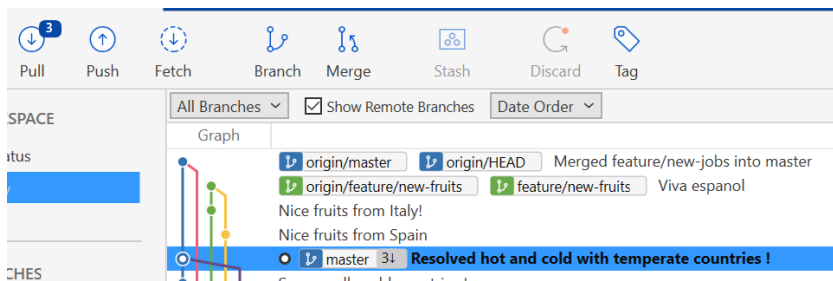 3
Pull Push Fetch Branch Merge Stash Discard Tag
All Branches Show Remote Branches Date Order
SPACE
Graph
atus
origin/master origin/HEAD Merged feature/new-jobs into master
origin/feature/new-fruits feature/new-fruits Viva espanol
Nice fruits from Italy!
Nice fruits from Spain
master 3↓ Resolved hot and cold with temperate countries !
CHES